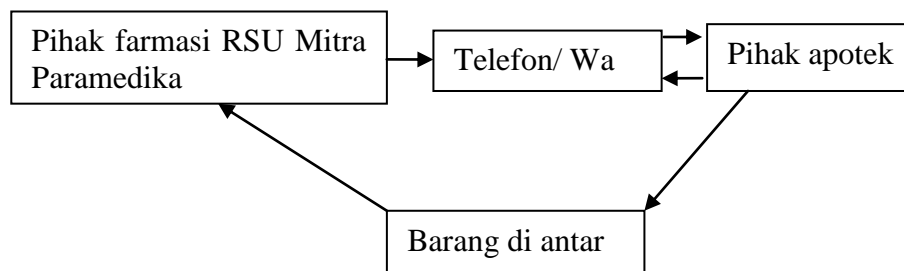 Pihak farmasi RSU Mitra
Paramedika
Telefon/ Wa
Pihak apotek
Barang di antar